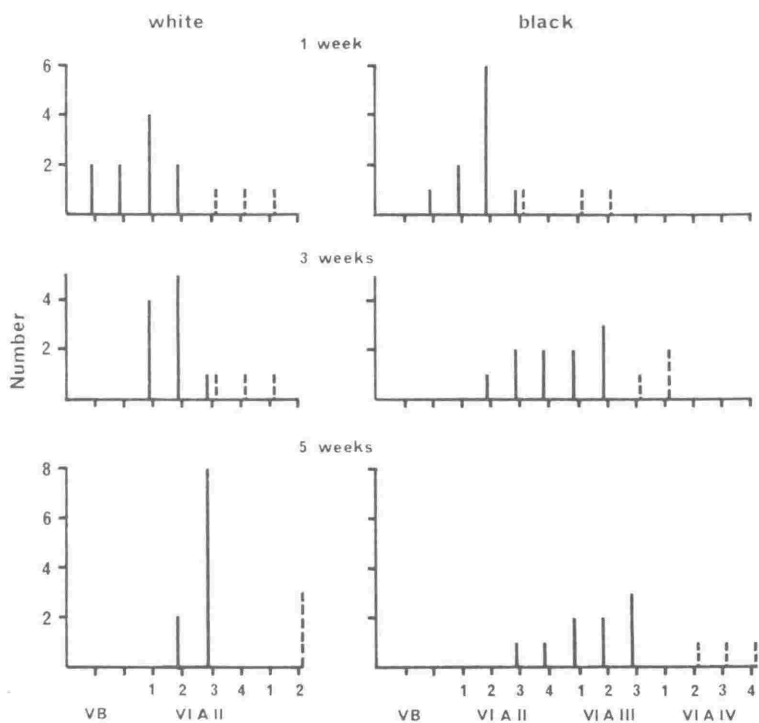 white black
1 week
6
4
2
3 weeks
4
2
Number
5 weeks
8
6
4
2
1 2 3 4 1 2 1 2 3 4 1 2 3 1 2 3 4
VB VI A II VB VI A II VI A III VI A IV